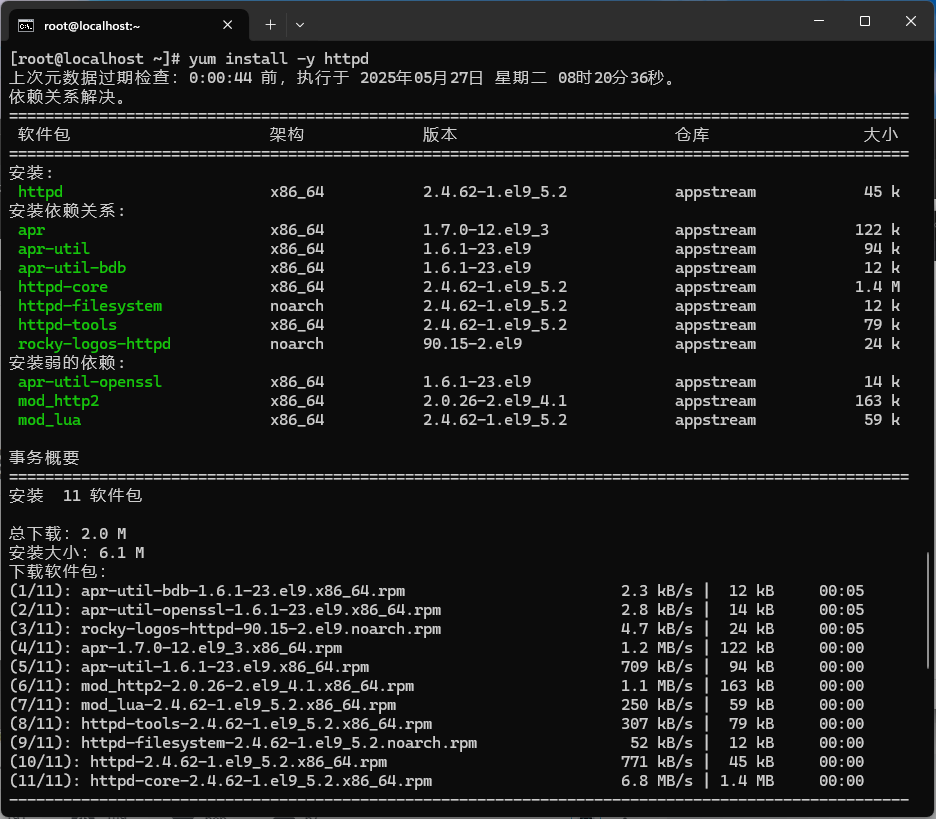 root@localhost:~
[root@localhost ~]# yum install -y httpd
上次元数据过期检查：0:00:44 前，执行于 2025年05月27日 星期二 08时20分36秒。
依赖关系解决。
====================================================================================================
软件包 架构 版本 仓库 大小
====================================================================================================
安装:
httpd x86_64 2.4.62-1.el9_5.2 appstream 45 k
安装依赖关系:
apr x86_64 1.7.0-12.el9_3 appstream 122 k
apr-util x86_64 1.6.1-23.el9 appstream 94 k
apr-util-bdb x86_64 1.6.1-23.el9 appstream 12 k
httpd-core x86_64 2.4.62-1.el9_5.2 appstream 1.4 M
httpd-filesystem noarch 2.4.62-1.el9_5.2 appstream 12 k
httpd-tools x86_64 2.4.62-1.el9_5.2 appstream 79 k
rocky-logos-httpd noarch 90.15-2.el9 appstream 24 k
安装弱的依赖:
apr-util-openssl x86_64 1.6.1-23.el9 appstream 14 k
mod_http2 x86_64 2.0.26-2.el9_4.1 appstream 163 k
mod_lua x86_64 2.4.62-1.el9_5.2 appstream 59 k
事务概要
====================================================================================================
安装 11 软件包
总下载：2.0 M
安装大小：6.1 M
下载软件包：
(1/11): apr-util-bdb-1.6.1-23.el9.x86_64.rpm 2.3 kB/s | 12 kB 00:05
(2/11): apr-util-openssl-1.6.1-23.el9.x86_64.rpm 2.8 kB/s | 14 kB 00:05
(3/11): rocky-logos-httpd-90.15-2.el9.noarch.rpm 4.7 kB/s | 24 kB 00:05
(4/11): apr-1.7.0-12.el9_3.x86_64.rpm 1.2 MB/s | 122 kB 00:00
(5/11): apr-util-1.6.1-23.el9.x86_64.rpm 709 kB/s | 94 kB 00:00
(6/11): mod_http2-2.0.26-2.el9_4.1.x86_64.rpm 1.1 MB/s | 163 kB 00:00
(7/11): mod_lua-2.4.62-1.el9_5.2.x86_64.rpm 250 kB/s | 59 kB 00:00
(8/11): httpd-tools-2.4.62-1.el9_5.2.x86_64.rpm 307 kB/s | 79 kB 00:00
(9/11): httpd-filesystem-2.4.62-1.el9_5.2.noarch.rpm 52 kB/s | 12 kB 00:00
(10/11): httpd-2.4.62-1.el9_5.2.x86_64.rpm 771 kB/s | 45 kB 00:00
(11/11): httpd-core-2.4.62-1.el9_5.2.x86_64.rpm 6.8 MB/s | 1.4 MB 00:00
----------------------------------------------------------------------------------------------------